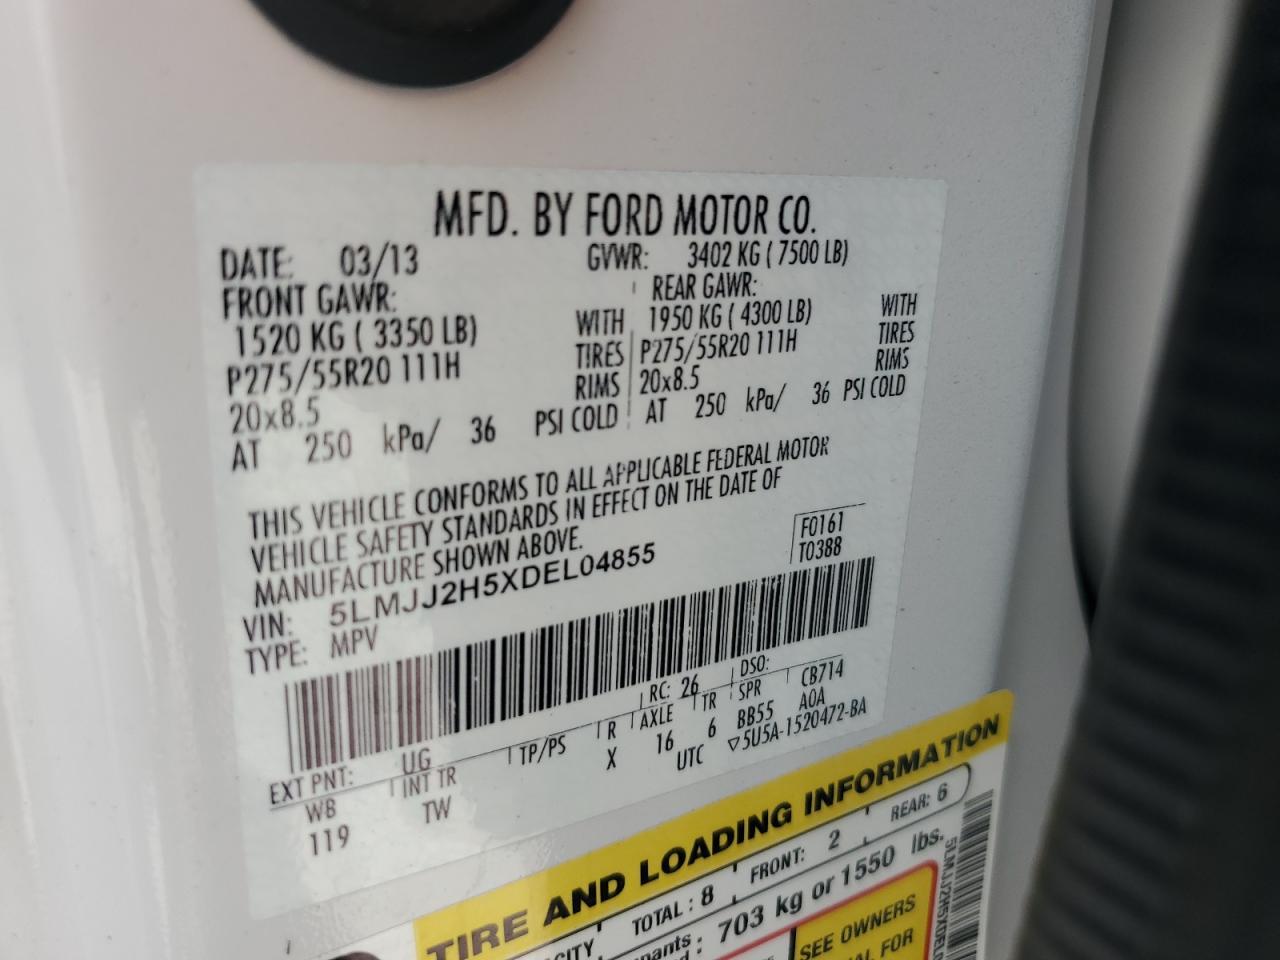 MFD. BY FORD MOTOR CO.
DATE: 03/13 GVWR: 3402 KG ( 7500 LB)
FRONT GAWR: REAR GAWR:
1520 KG ( 3350 LB) WITH 1950 KG ( 4300 LB) WITH
P275/55R20 111H TIRES P275/55R20 111H TIRES
20x8.5 RIMS 20x8.5 RIMS
AT 250 kPa/ 36 PSI COLD AT 250 kPa/ 36 PSI COLD
THIS VEHICLE CONFORMS TO ALL APPLICABLE FEDERAL MOTOR
VEHICLE SAFETY STANDARDS IN EFFECT ON THE DATE OF
MANUFACTURE SHOWN ABOVE.
F0161
T0388
VIN: 5LMJJ2H5XDEL04855
TYPE: MPV
EXT PNT: UG RC: 26 DSO:
WB INT TR TP/PS R AXLE TR SPR CB714
119 TW X 16 6 BB55 A0A
UTC ▽5U5A-1520472-BA
TIRE AND LOADING INFORMATION
TOTAL : 8 FRONT: 2 REAR: 6
703 kg or 1550 lbs.
SEE OWNERS
FOR